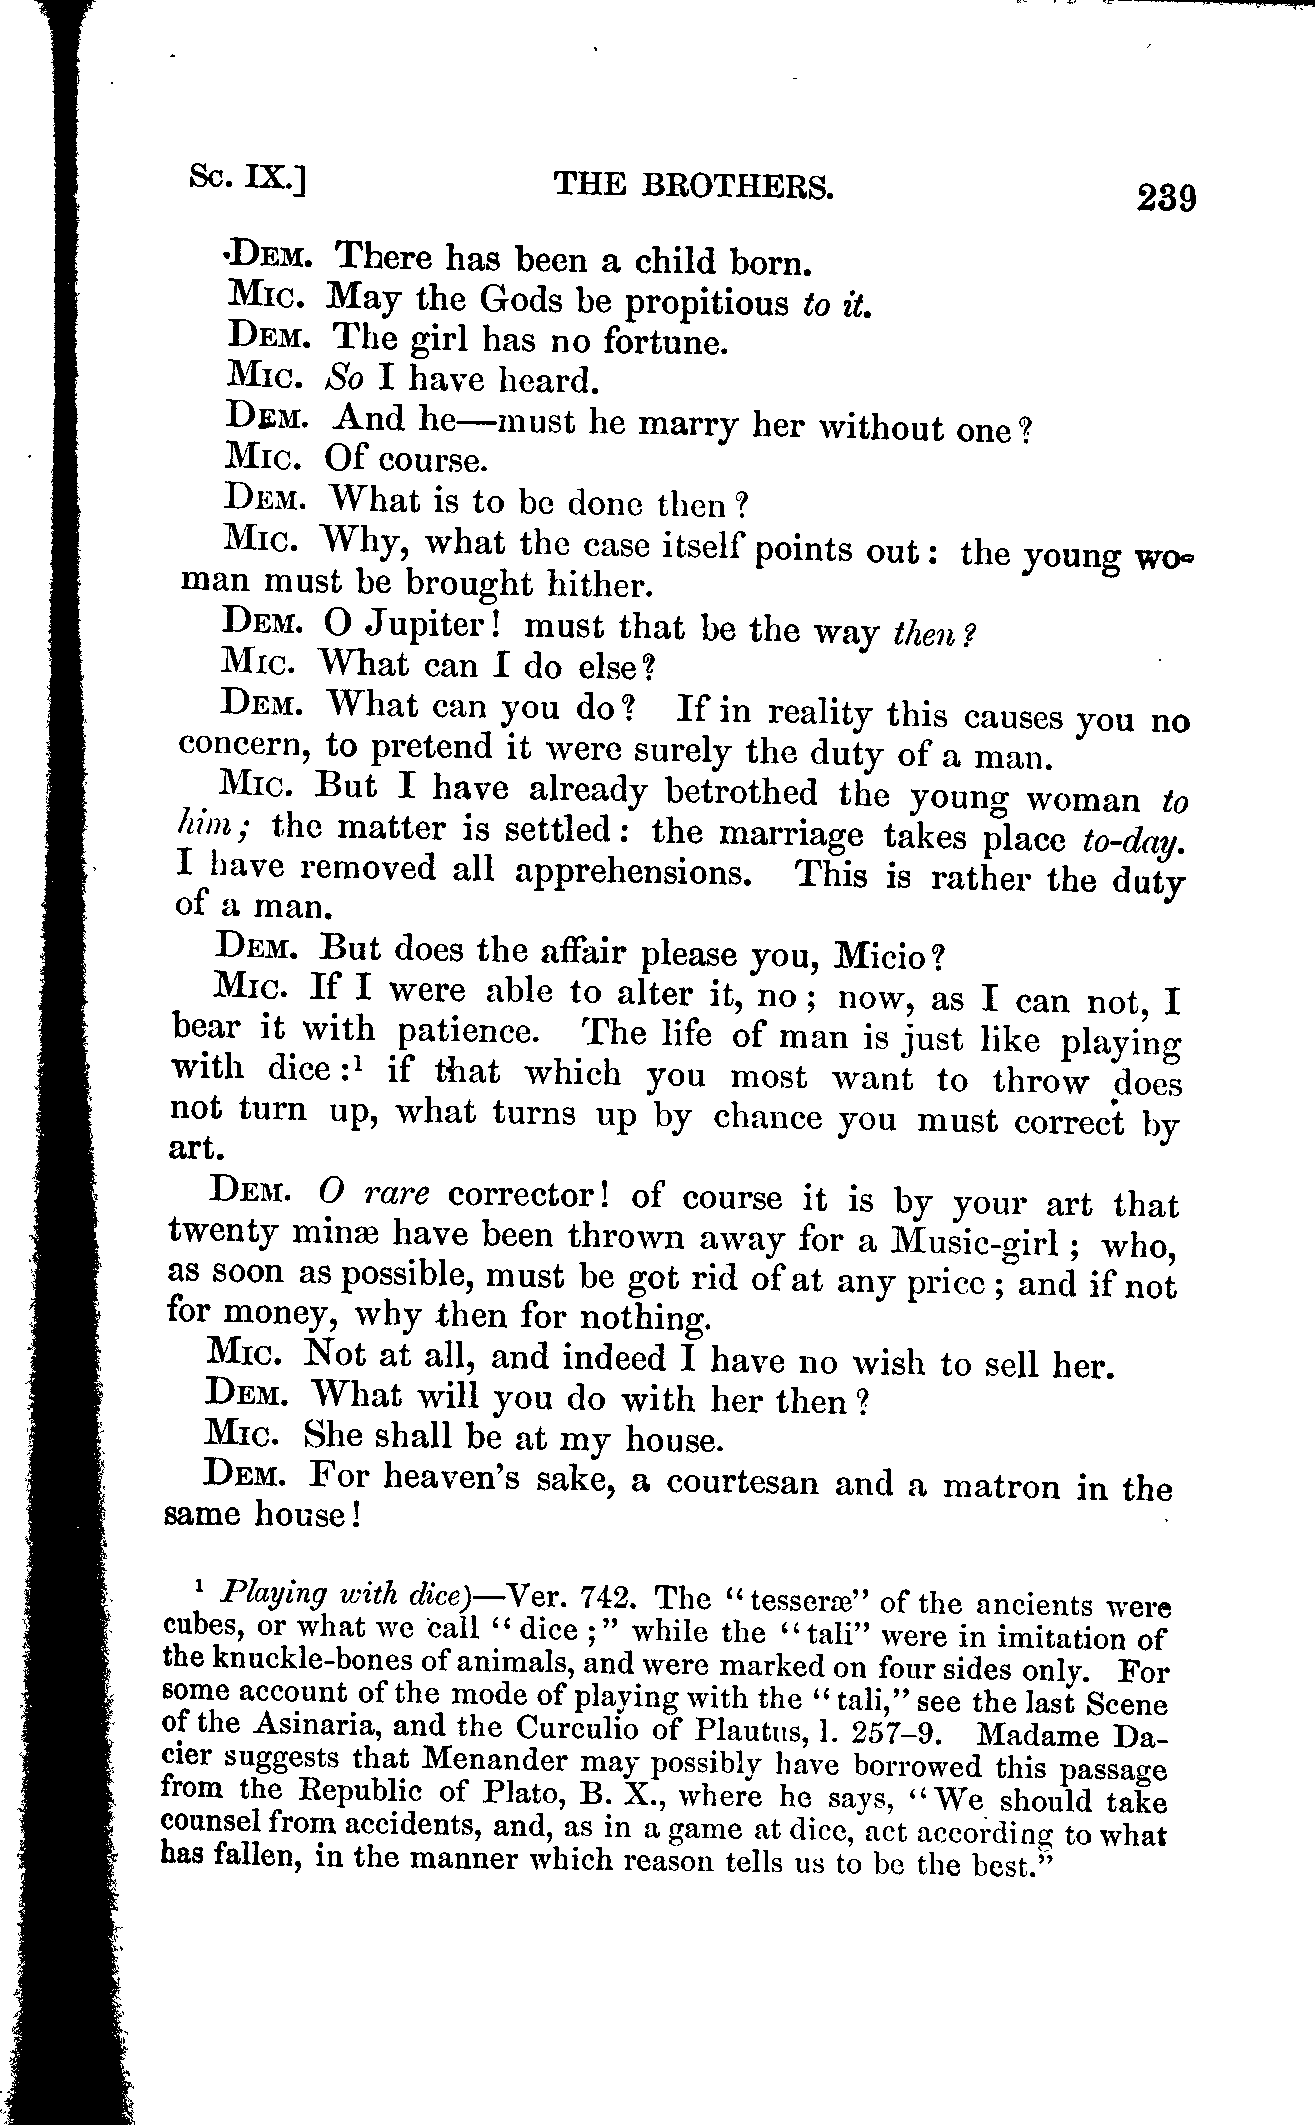 Sc. IX.] THE BROTHERS. 239
DEM. There has been a child born.
MIC. May the Gods be propitious to it.
DEM. The girl has no fortune.
MIC. So I have heard.
DEM. And he—must he marry her without one?
MIC. Of course.
DEM. What is to be done then?
MIC. Why, what the case itself points out: the young wo-
man must be brought hither.
DEM. O Jupiter! must that be the way then?
MIC. What can I do else?
DEM. What can you do? If in reality this causes you no
concern, to pretend it were surely the duty of a man.
MIC. But I have already betrothed the young woman to
him; the matter is settled: the marriage takes place to-day.
I have removed all apprehensions. This is rather the duty
of a man.
DEM. But does the affair please you, Micio?
MIC. If I were able to alter it, no; now, as I can not, I
bear it with patience. The life of man is just like playing
with dice:¹ if that which you most want to throw does
not turn up, what turns up by chance you must correct by
art.
DEM. O rare corrector! of course it is by your art that
twenty minæ have been thrown away for a Music-girl; who,
as soon as possible, must be got rid of at any price; and if not
for money, why then for nothing.
MIC. Not at all, and indeed I have no wish to sell her.
DEM. What will you do with her then?
MIC. She shall be at my house.
DEM. For heaven's sake, a courtesan and a matron in the
same house!
¹ Playing with dice)—Ver. 742. The "tesseræ" of the ancients were
cubes, or what we call "dice;" while the "tali" were in imitation of
the knuckle-bones of animals, and were marked on four sides only. For
some account of the mode of playing with the "tali," see the last Scene
of the Asinaria, and the Curculio of Plautus, l. 257-9. Madame Da-
cier suggests that Menander may possibly have borrowed this passage
from the Republic of Plato, B. X., where he says, "We should take
counsel from accidents, and, as in a game at dice, act according to what
has fallen, in the manner which reason tells us to be the best."